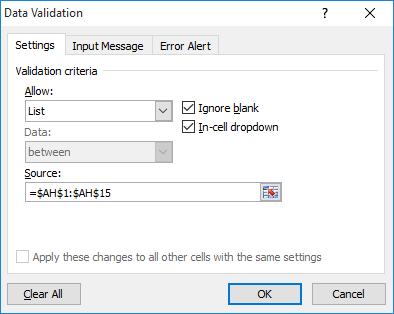 Data Validation ? ×
Settings Input Message Error Alert
Validation criteria
Allow:
List
Ignore blank
Data:
In-cell dropdown
between
Source:
=$AH$1:$AH$15
Apply these changes to all other cells with the same settings
Clear All OK Cancel